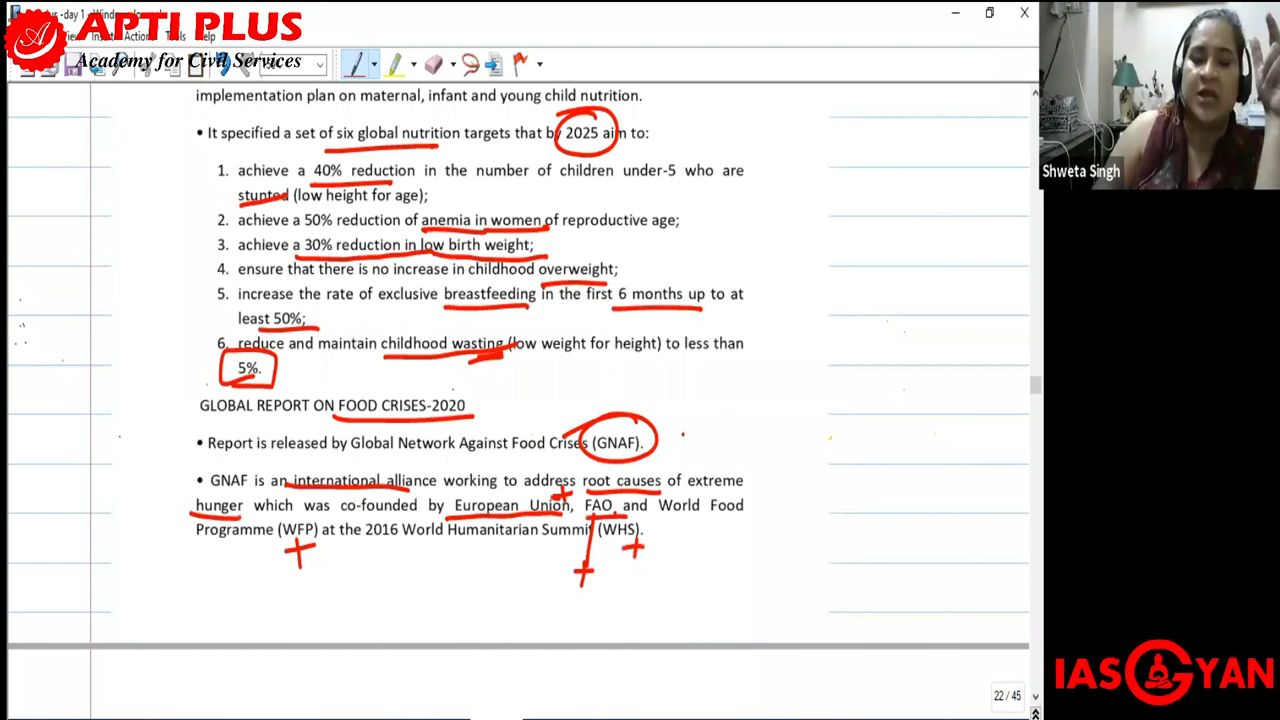 -day 1 - Wind
APTI PLUS
Academy for Civil Services
Actions Tools
implementation plan on maternal, infant and young child nutrition.
• It specified a set of six global nutrition targets that by 2025 aim to:
1. achieve a 40% reduction in the number of children under-5 who are
stunted (low height for age);
2. achieve a 50% reduction of anemia in women of reproductive age;
3. achieve a 30% reduction in low birth weight;
4. ensure that there is no increase in childhood overweight;
5. increase the rate of exclusive breastfeeding in the first 6 months up to at
least 50%;
6. reduce and maintain childhood wasting (low weight for height) to less than
5%.
GLOBAL REPORT ON FOOD CRISES-2020
• Report is released by Global Network Against Food Crises (GNAF).
• GNAF is an international alliance working to address root causes of extreme
hunger which was co-founded by European Union, FAO, and World Food
Programme (WFP) at the 2016 World Humanitarian Summit (WHS).
22 / 45
Shweta Singh
IAS GYAN